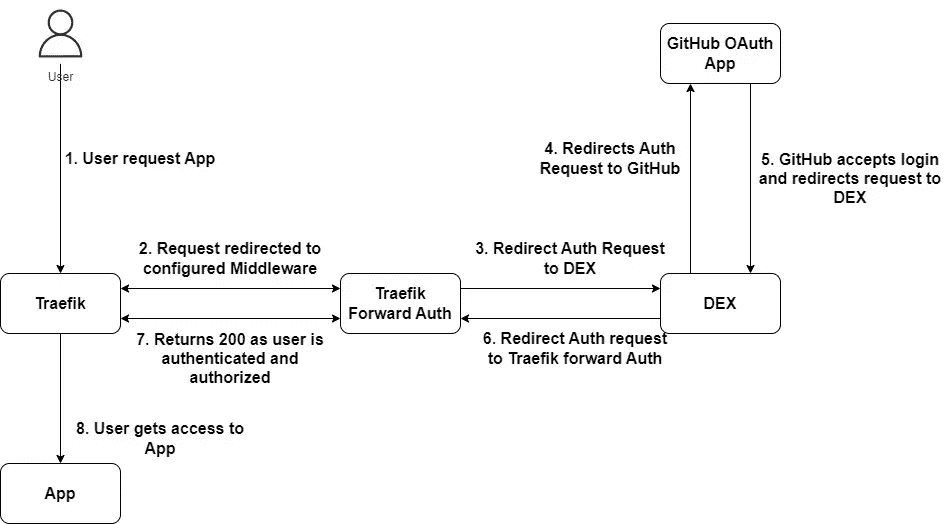 User
GitHub OAuth
App
1. User request App
4. Redirects Auth
Request to GitHub
5. GitHub accepts login
and redirects request to
DEX
2. Request redirected to
configured Middleware
3. Redirect Auth Request
to DEX
Traefik
Traefik
Forward Auth
DEX
7. Returns 200 as user is
authenticated and
authorized
6. Redirect Auth request
to Traefik forward Auth
8. User gets access to
App
App